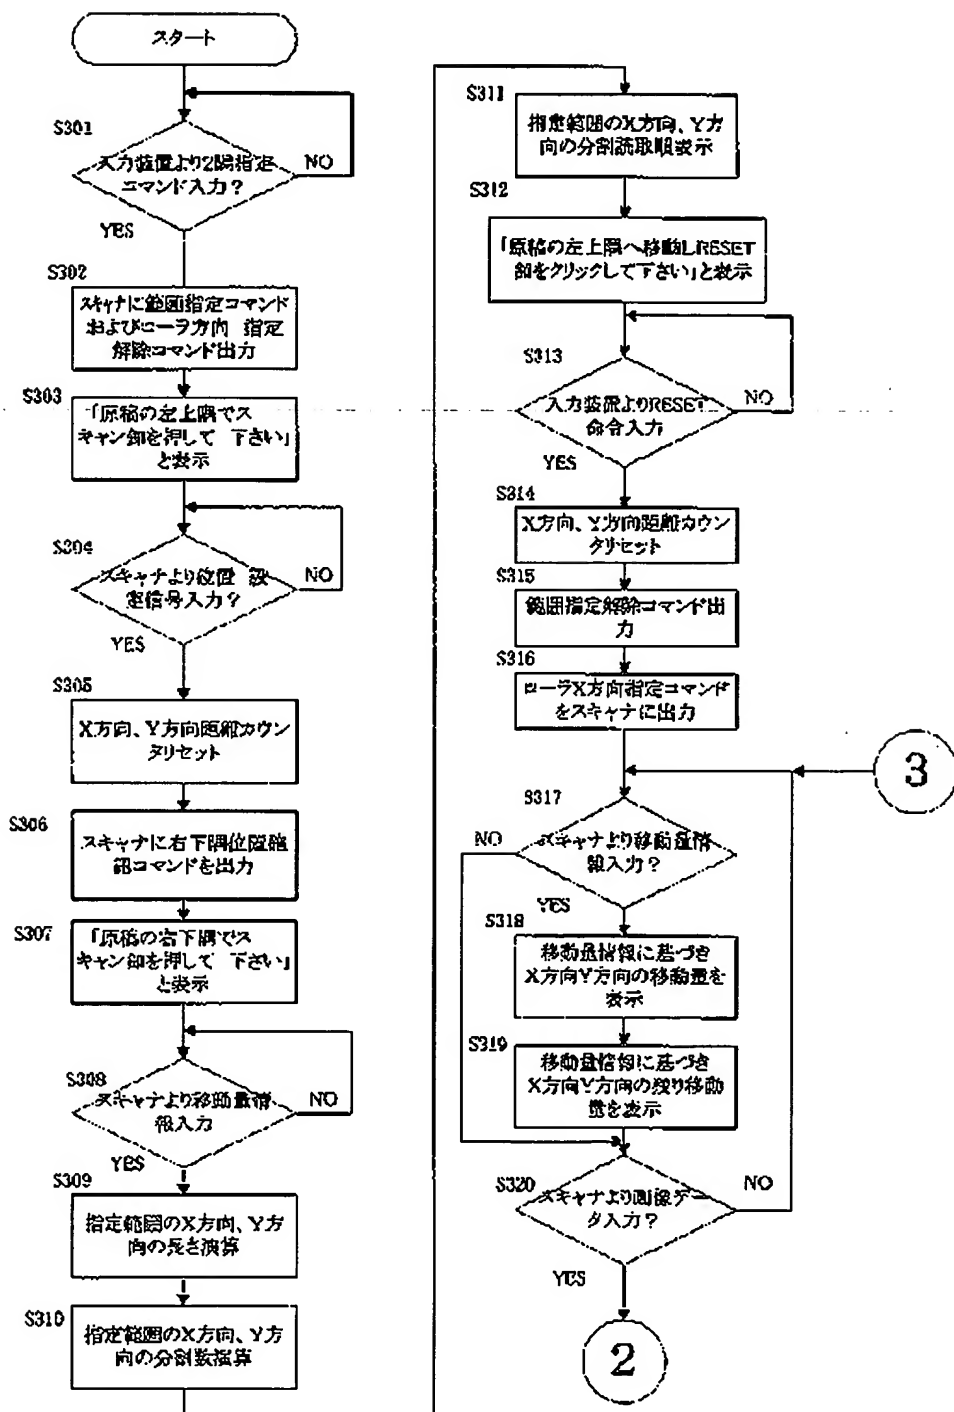 スタート
S301
入力装置より2隅指定
コマンド入力？
NO
YES
S302
スキャナに範囲指定コマンド
およびローラ方向 指定
解除コマンド出力
S303
「原稿の左上隅でス
キャン釦を押して 下さい」
と表示
S304
スキャナより位置 設
定信号入力？
NO
YES
S305
X方向、Y方向距離カウン
タリセット
S306
スキャナに右下隅位置確
認コマンドを出力
S307
「原稿の右下隅でス
キャン釦を押して 下さい」
と表示
S308
スキャナより移動量情
報入力
NO
YES
S309
指定範囲のX方向、Y方
向の長さ演算
S310
指定範囲のX方向、Y方
向の分割数演算
S311
指定範囲のX方向、Y方
向の分割読取順表示
S312
「原稿の左上隅へ移動しRESET
釦をクリックして下さい」と表示
S313
入力装置よりRESET
命令入力
NO
YES
S314
X方向、Y方向距離カウン
タリセット
S315
範囲指定解除コマンド出
力
S316
ローラX方向指定コマンド
をスキャナに出力
3
S317
スキャナより移動量情
報入力？
NO
YES
S318
移動量情報に基づき
X方向Y方向の移動量を
表示
S319
移動量情報に基づき
X方向Y方向の残り移動
量を表示
S320
スキャナより画像デー
タ入力？
NO
YES
2